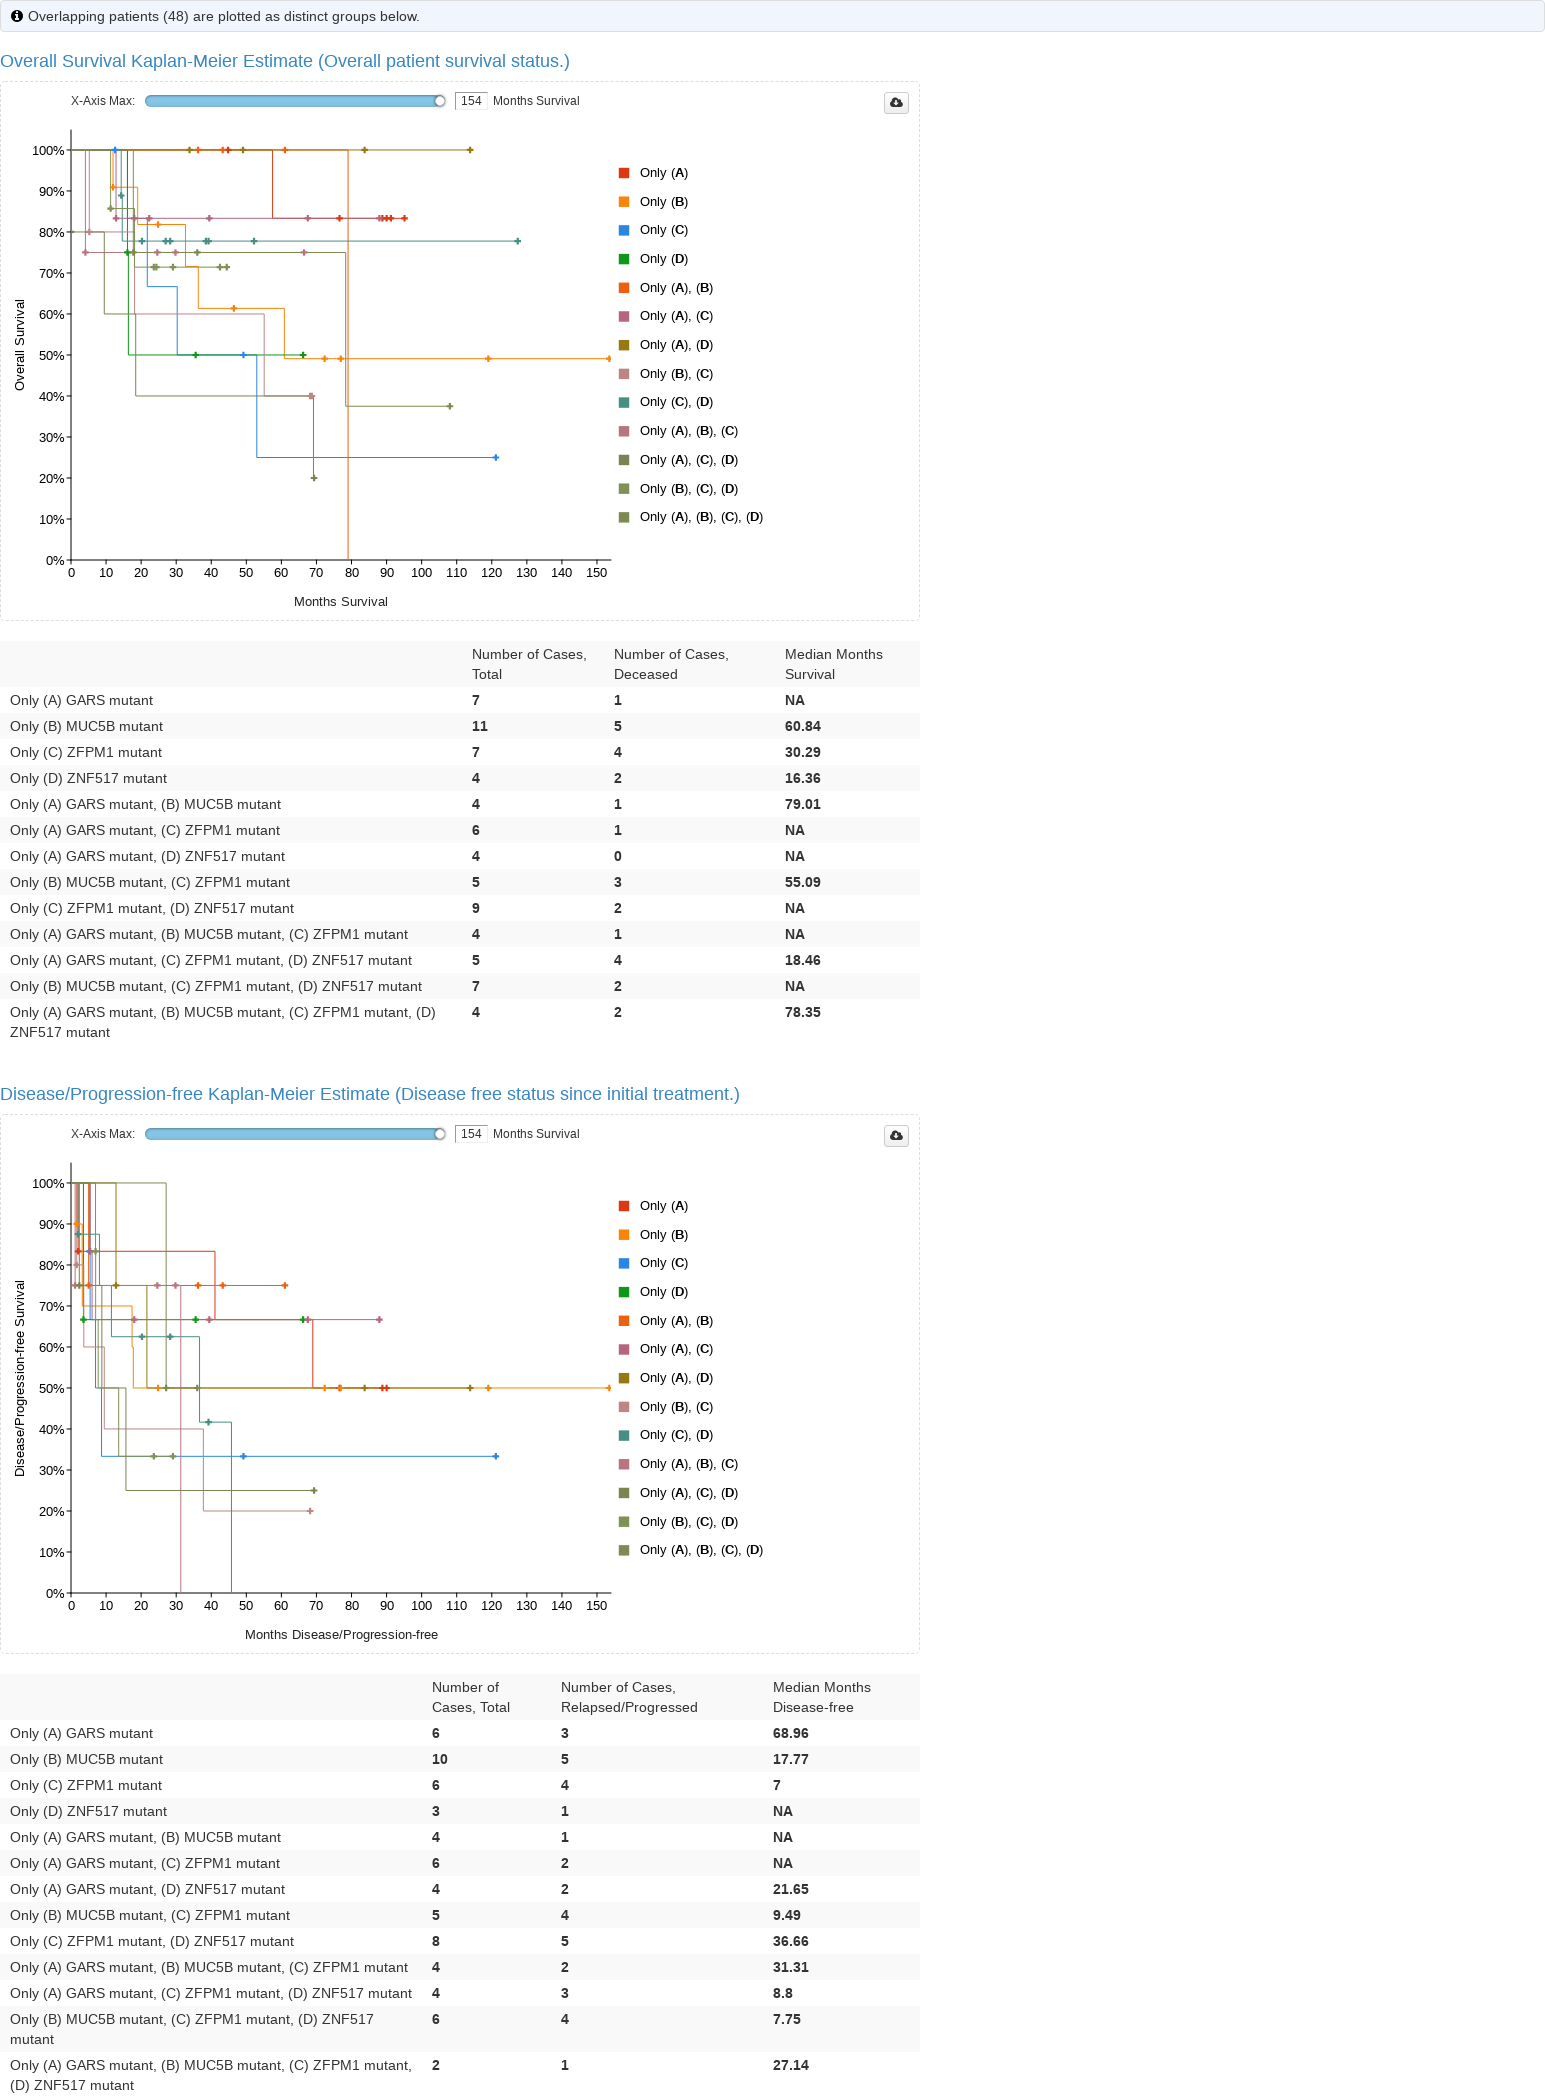 Overlapping patients (48) are plotted as distinct groups below.
Overall Survival Kaplan-Meier Estimate (Overall patient survival status.)
X-Axis Max: 154 Months Survival
100%
90%
80%
70%
60%
50%
40%
30%
20%
10%
0%
Overall Survival
0 10 20 30 40 50 60 70 80 90 100 110 120 130 140 150
Months Survival
Only (A)
Only (B)
Only (C)
Only (D)
Only (A), (B)
Only (A), (C)
Only (A), (D)
Only (B), (C)
Only (C), (D)
Only (A), (B), (C)
Only (A), (C), (D)
Only (B), (C), (D)
Only (A), (B), (C), (D)
Number of Cases, Number of Cases, Median Months
Total Deceased Survival
Only (A) GARS mutant 7 1 NA
Only (B) MUC5B mutant 11 5 60.84
Only (C) ZFPM1 mutant 7 4 30.29
Only (D) ZNF517 mutant 4 2 16.36
Only (A) GARS mutant, (B) MUC5B mutant 4 1 79.01
Only (A) GARS mutant, (C) ZFPM1 mutant 6 1 NA
Only (A) GARS mutant, (D) ZNF517 mutant 4 0 NA
Only (B) MUC5B mutant, (C) ZFPM1 mutant 5 3 55.09
Only (C) ZFPM1 mutant, (D) ZNF517 mutant 9 2 NA
Only (A) GARS mutant, (B) MUC5B mutant, (C) ZFPM1 mutant 4 1 NA
Only (A) GARS mutant, (C) ZFPM1 mutant, (D) ZNF517 mutant 5 4 18.46
Only (B) MUC5B mutant, (C) ZFPM1 mutant, (D) ZNF517 mutant 7 2 NA
Only (A) GARS mutant, (B) MUC5B mutant, (C) ZFPM1 mutant, (D) 4 2 78.35
ZNF517 mutant
Disease/Progression-free Kaplan-Meier Estimate (Disease free status since initial treatment.)
X-Axis Max: 154 Months Survival
100%
90%
80%
70%
60%
50%
40%
30%
20%
10%
0%
Disease/Progression-free Survival
0 10 20 30 40 50 60 70 80 90 100 110 120 130 140 150
Months Disease/Progression-free
Only (A)
Only (B)
Only (C)
Only (D)
Only (A), (B)
Only (A), (C)
Only (A), (D)
Only (B), (C)
Only (C), (D)
Only (A), (B), (C)
Only (A), (C), (D)
Only (B), (C), (D)
Only (A), (B), (C), (D)
Number of Number of Cases, Median Months
Cases, Total Relapsed/Progressed Disease-free
Only (A) GARS mutant 6 3 68.96
Only (B) MUC5B mutant 10 5 17.77
Only (C) ZFPM1 mutant 6 4 7
Only (D) ZNF517 mutant 3 1 NA
Only (A) GARS mutant, (B) MUC5B mutant 4 1 NA
Only (A) GARS mutant, (C) ZFPM1 mutant 6 2 NA
Only (A) GARS mutant, (D) ZNF517 mutant 4 2 21.65
Only (B) MUC5B mutant, (C) ZFPM1 mutant 5 4 9.49
Only (C) ZFPM1 mutant, (D) ZNF517 mutant 8 5 36.66
Only (A) GARS mutant, (B) MUC5B mutant, (C) ZFPM1 mutant 4 2 31.31
Only (A) GARS mutant, (C) ZFPM1 mutant, (D) ZNF517 mutant 4 3 8.8
Only (B) MUC5B mutant, (C) ZFPM1 mutant, (D) ZNF517 6 4 7.75
mutant
Only (A) GARS mutant, (B) MUC5B mutant, (C) ZFPM1 mutant, 2 1 27.14
(D) ZNF517 mutant